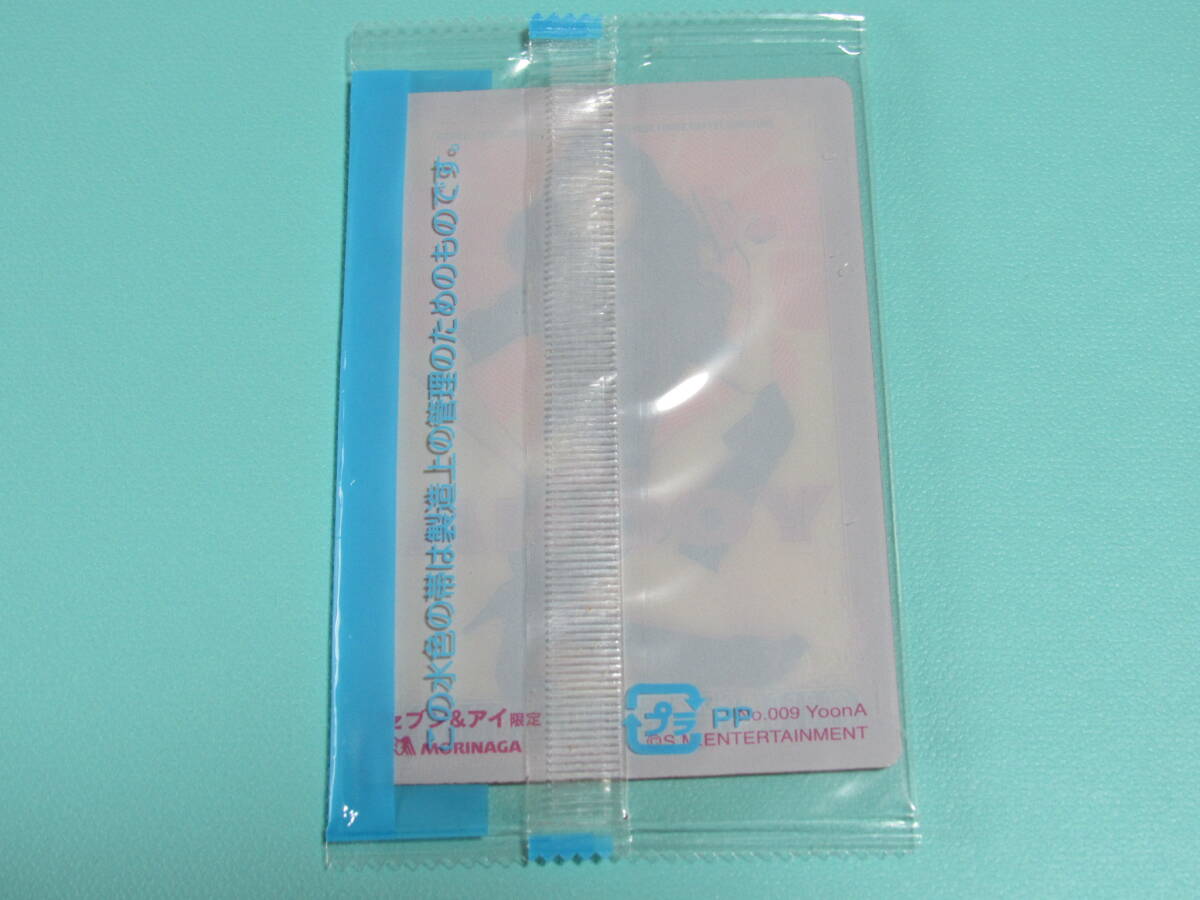 この水色の帯は製造上の管理のためのものです。
セブン&アイ限定
MORINAGA
プラ
PP
No.009 YoonA
©S.M.ENTERTAINMENT